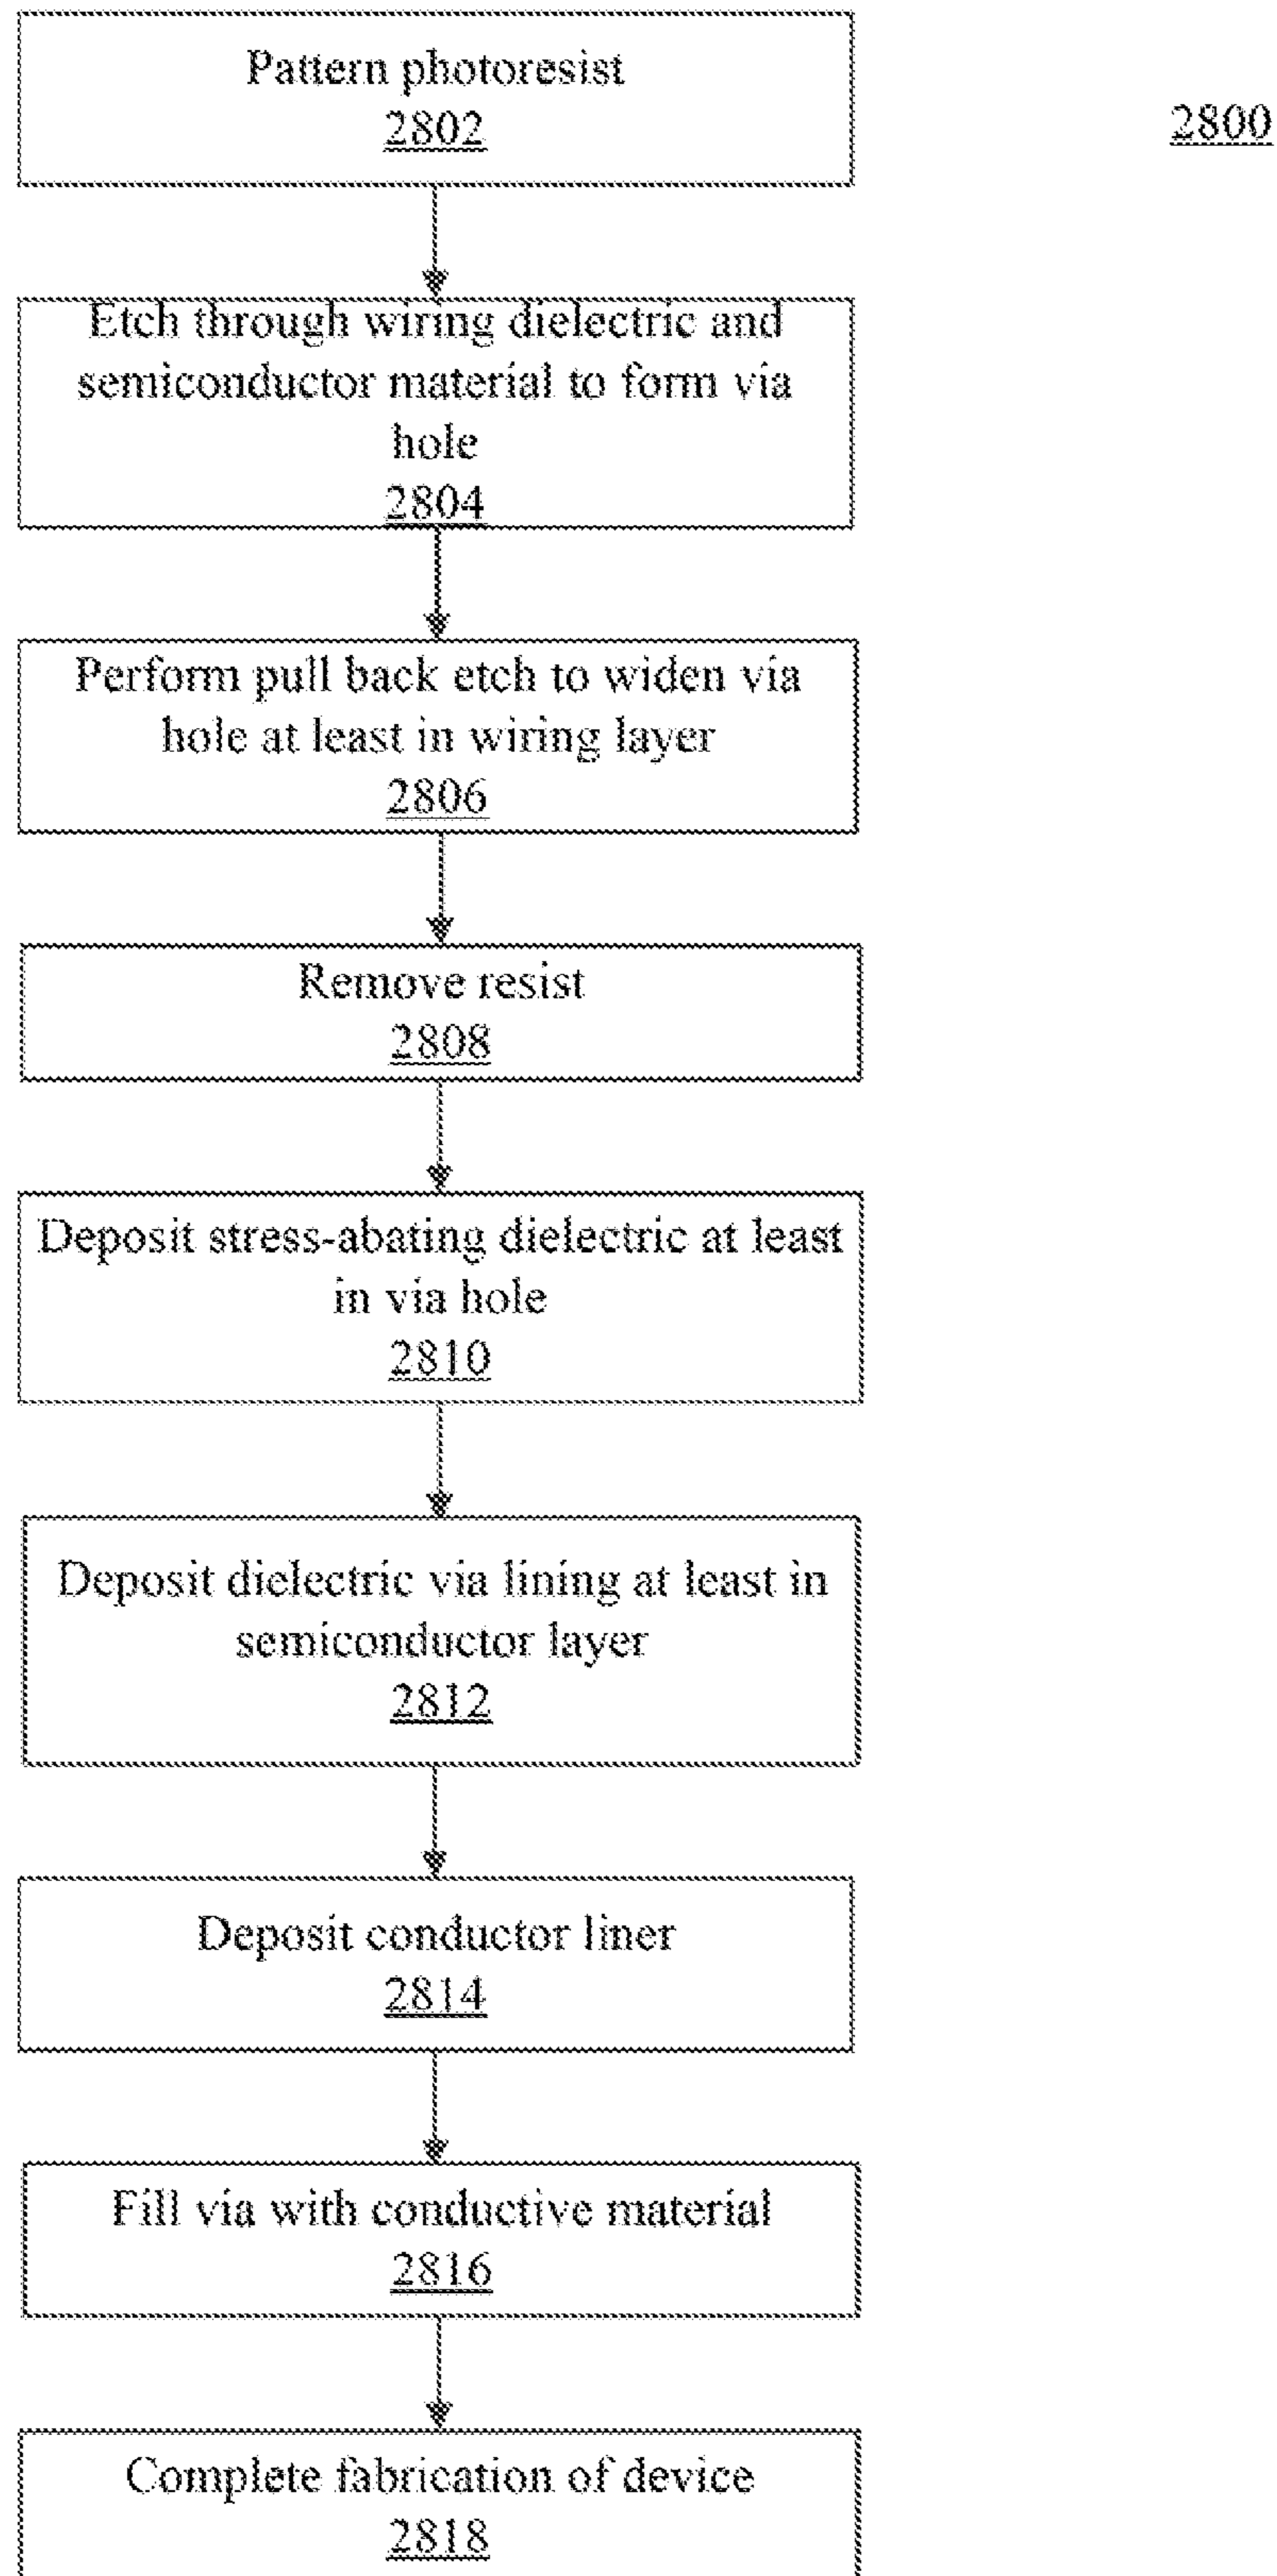 Pattern photoresist
2802
2800
Etch through wiring dielectric and
semiconductor material to form via
hole
2804
Perform pull back etch to widen via
hole at least in wiring layer
2806
Remove resist
2808
Deposit stress-abating dielectric at least
in via hole
2810
Deposit dielectric via lining at least in
semiconductor layer
2812
Deposit conductor liner
2814
Fill via with conductive material
2816
Complete fabrication of device
2818